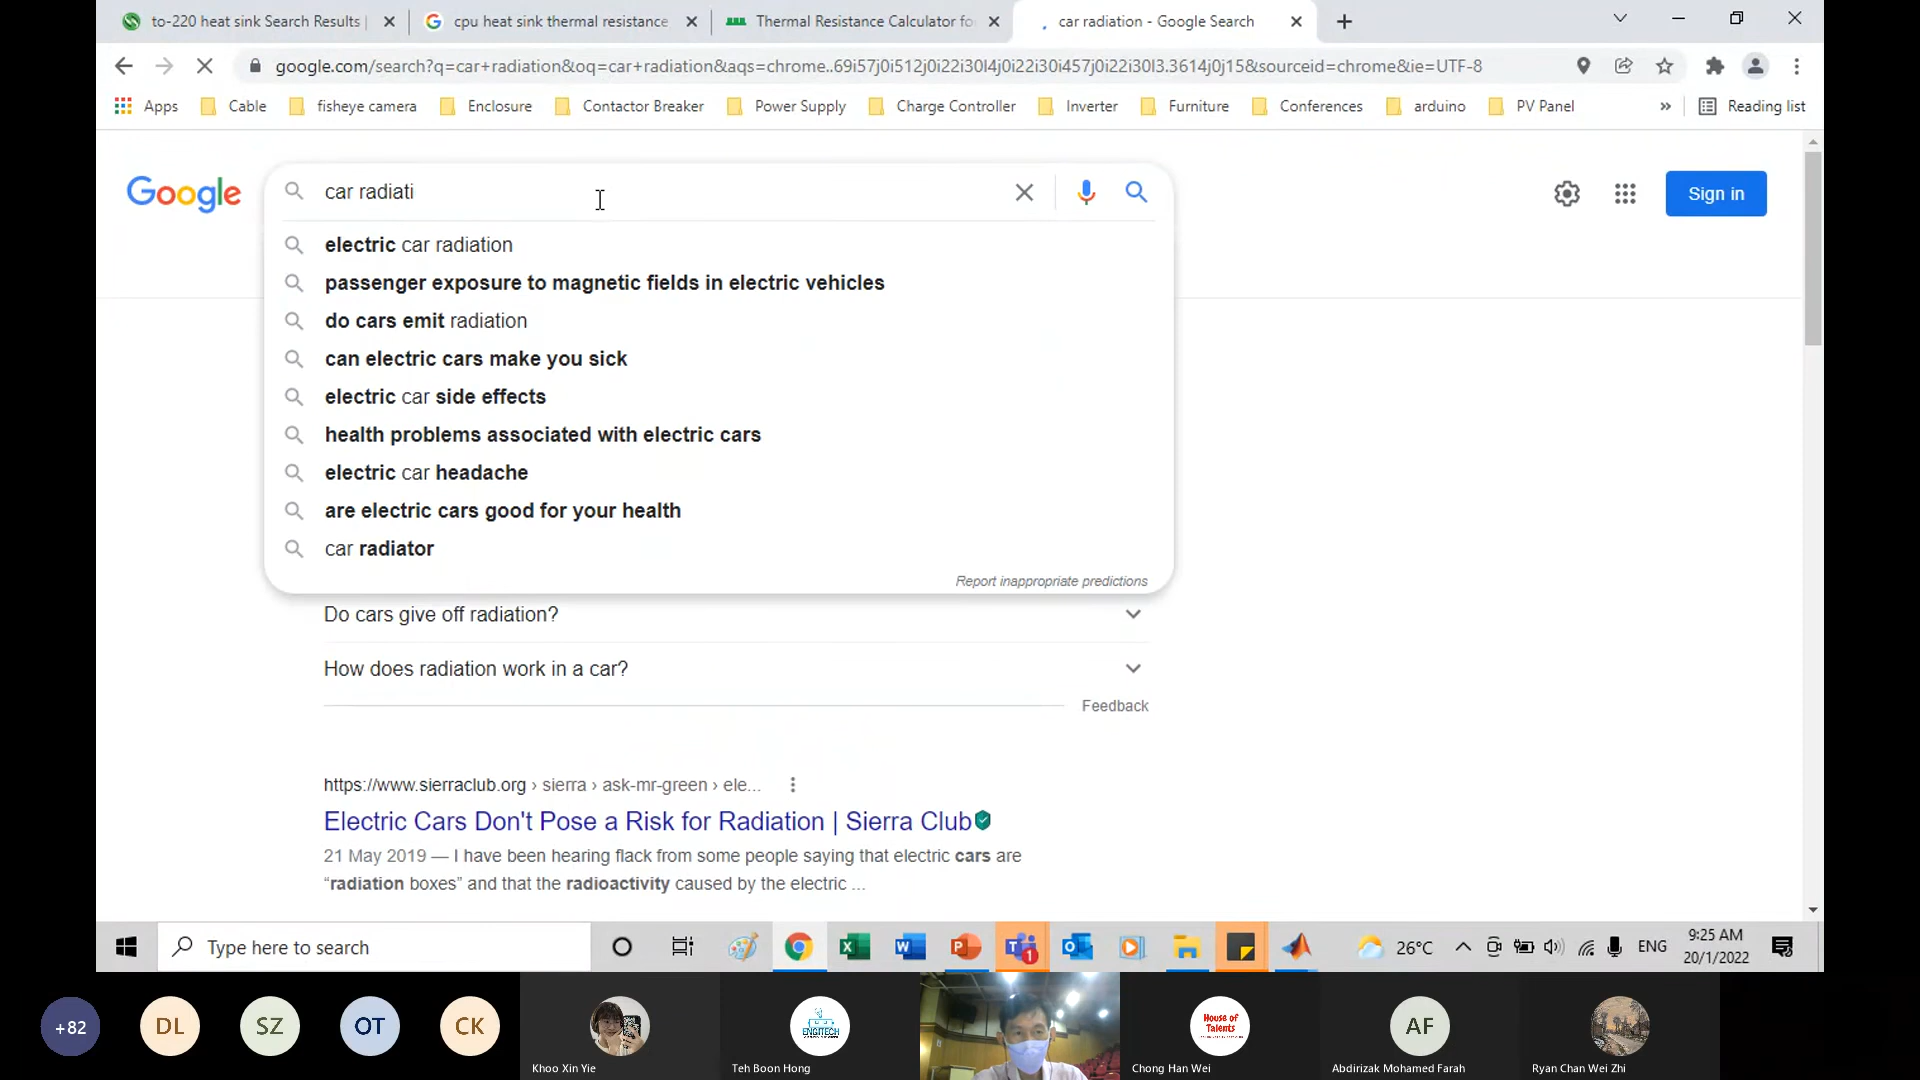 to-220 heat sink Search Results |
cpu heat sink thermal resistance
Thermal Resistance Calculator fo
car radiation - Google Search
google.com/search?q=car+radiation&oq=car+radiation&aqs=chrome..69i57j0i512j0i22i30l4j0i22i30i457j0i22i30l3.3614j0j15&sourceid=chrome&ie=UTF-8
Apps
Cable
fisheye camera
Enclosure
Contactor Breaker
Power Supply
Charge Controller
Inverter
Furniture
Conferences
arduino
PV Panel
»
Reading list
Google
car radiati
Sign in
electric car radiation
passenger exposure to magnetic fields in electric vehicles
do cars emit radiation
can electric cars make you sick
electric car side effects
health problems associated with electric cars
electric car headache
are electric cars good for your health
car radiator
Report inappropriate predictions
Do cars give off radiation?
How does radiation work in a car?
Feedback
https://www.sierraclub.org › sierra › ask-mr-green › ele...
Electric Cars Don't Pose a Risk for Radiation | Sierra Club
21 May 2019 — I have been hearing flack from some people saying that electric cars are
“radiation boxes” and that the radioactivity caused by the electric ...
Type here to search
1
26°C
ENG
9:25 AM
20/1/2022
+82
DL
SZ
OT
CK
Khoo Xin Yie
ENGITECH
Teh Boon Hong
House of
Talents
Chong Han Wei
AF
Abdirizak Mohamed Farah
Ryan Chan Wei Zhi